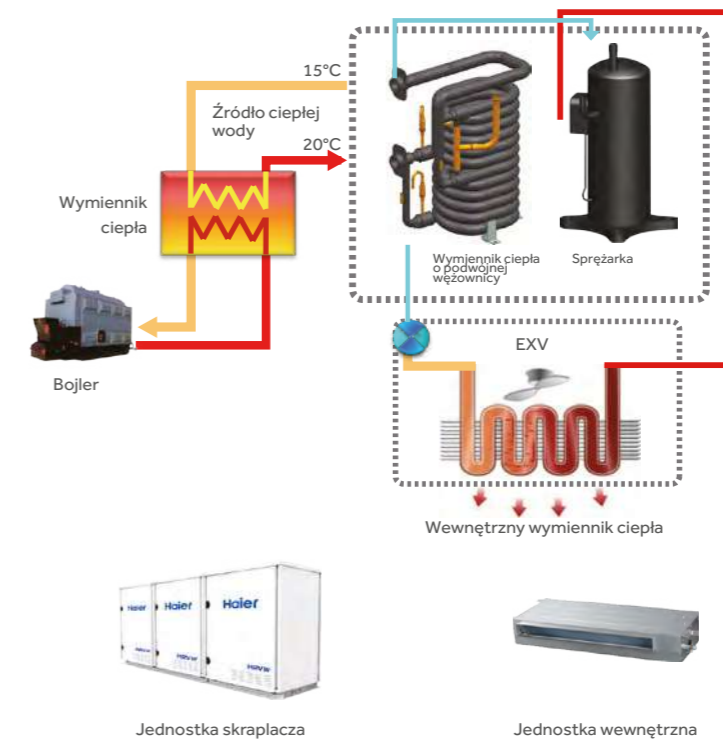 15°C
Źródło ciepłej
wody
20°C
Wymiennik
ciepła
Bojler
Wymiennik ciepła
o podwójnej
wężownicy
Sprężarka
EXV
Wewnętrzny wymiennik ciepła
Haier
Haier
Haier
Jednostka skraplacza
Jednostka wewnętrzna